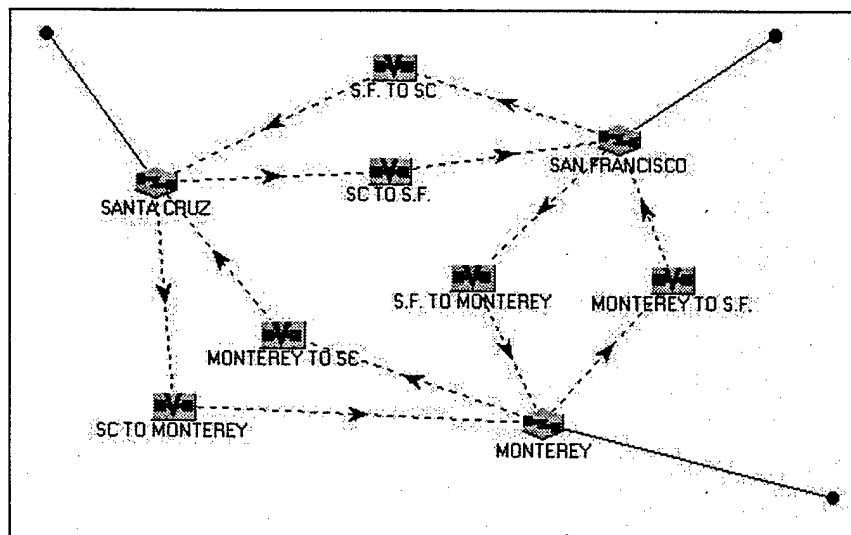 S.F. TO SC
SAN FRANCISCO
SC TO S.F.
SANTA CRUZ
S.F. TO MONTEREY
MONTEREY TO S.F.
MONTEREY TO SC
SC TO MONTEREY
MONTEREY